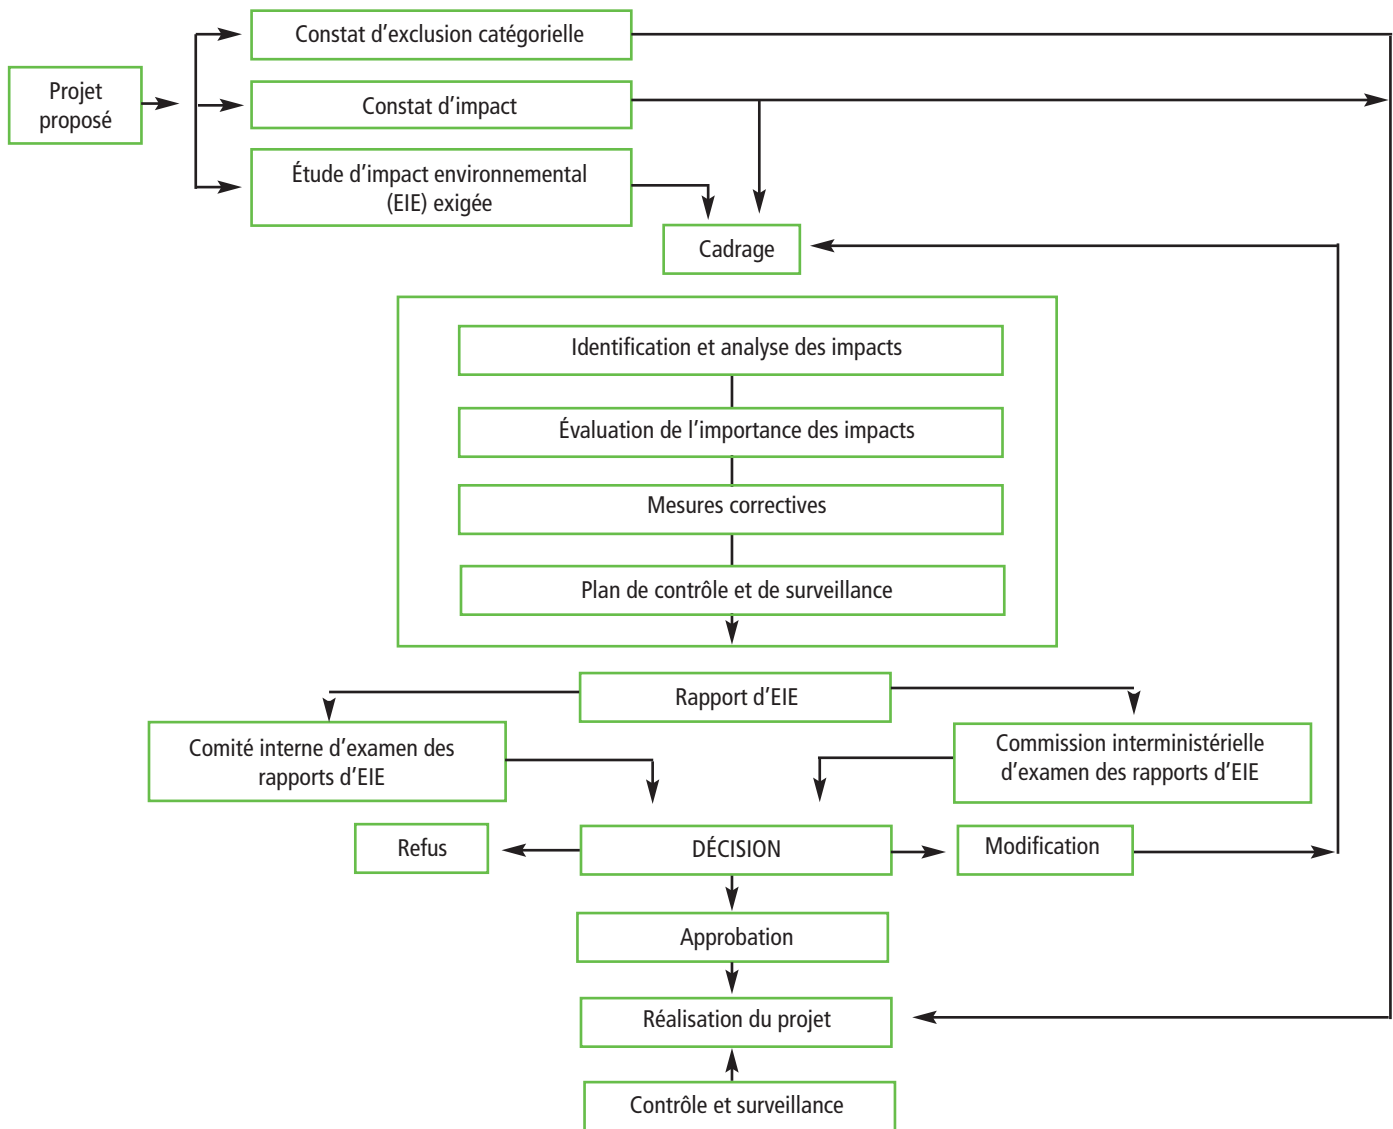 Constat d'exclusion catégorielle
Projet
proposé
Constat d'impact
Étude d'impact environnemental
(EIE) exigée
Cadrage
Identification et analyse des impacts
Évaluation de l'importance des impacts
Mesures correctives
Plan de contrôle et de surveillance
Rapport d'EIE
Comité interne d'examen des
rapports d'EIE
Commission interministérielle
d'examen des rapports d'EIE
Refus
DÉCISION
Modification
Approbation
Réalisation du projet
Contrôle et surveillance